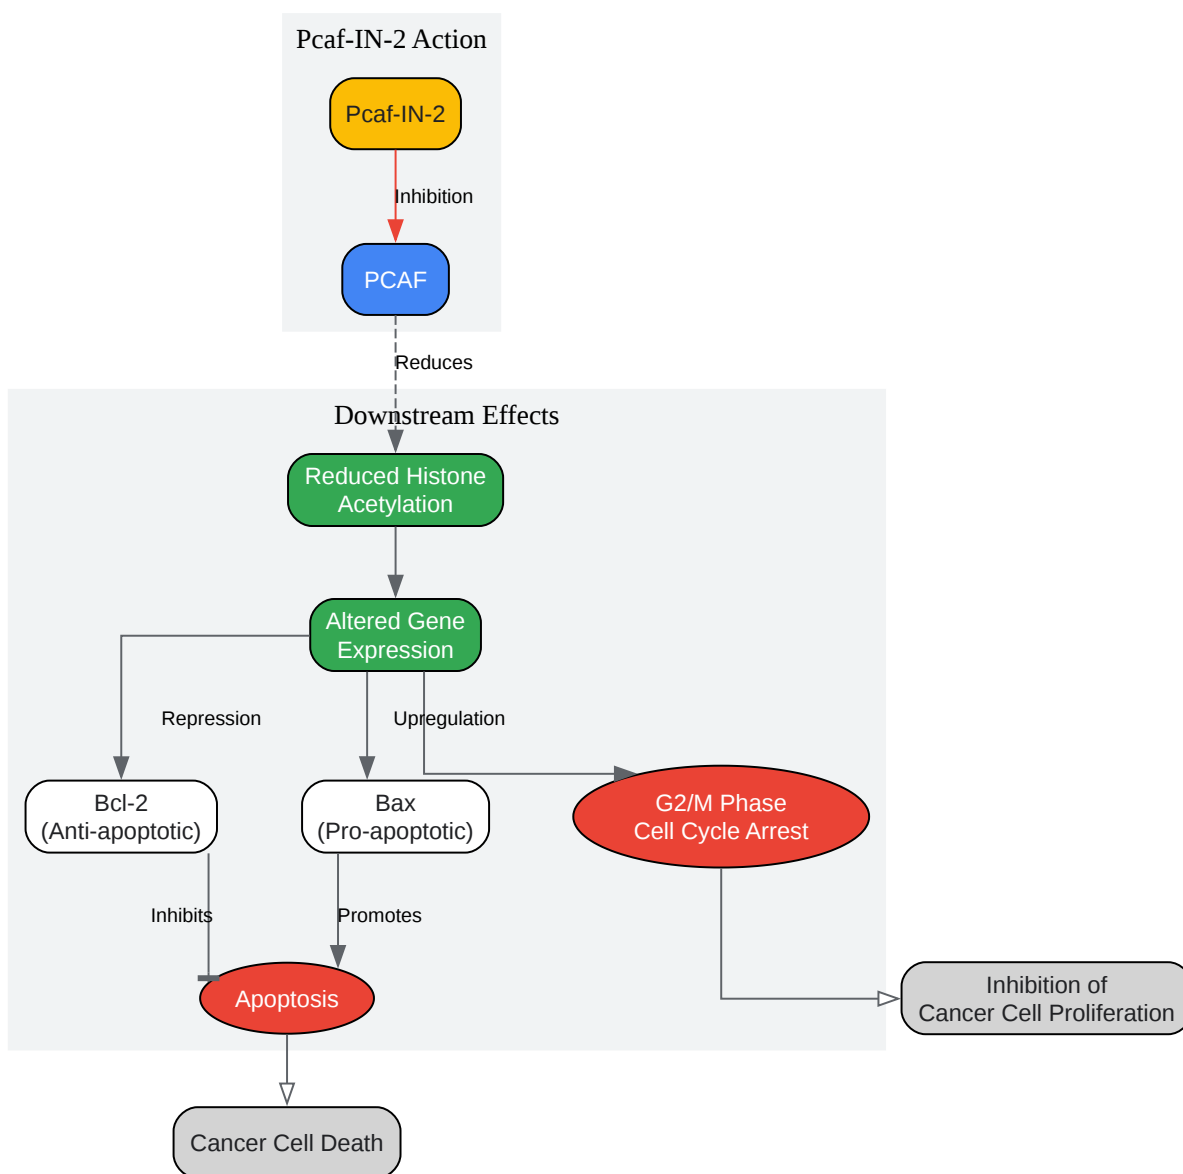 Pcaf-IN-2 Action
Pcaf-IN-2
Inhibition
PCAF
Reduces
Downstream Effects
Reduced Histone
Acetylation
Altered Gene
Expression
Repression
Upregulation
Bcl-2
(Anti-apoptotic)
Bax
(Pro-apoptotic)
G2/M Phase
Cell Cycle Arrest
Inhibits
Promotes
Apoptosis
Inhibition of
Cancer Cell Proliferation
Cancer Cell Death